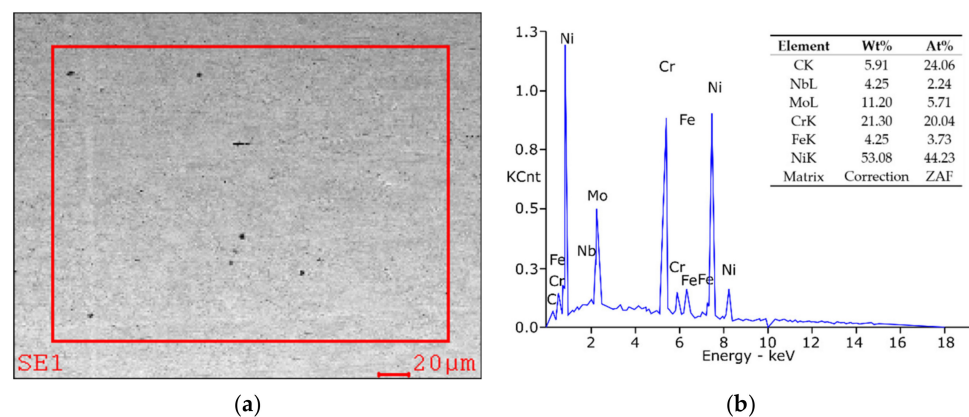 SE1
20μm
(a)
1.3
1.0
0.8
KCnt
0.5
0.3
0.0
2
4
6
8
10
12
14
16
18
Energy - keV
Ni
Cr
Ni
Fe
Mo
Nb
Fe
Cr
C
Cr
Fe
Fe
Ni
Element Wt% At%
CK 5.91 24.06
NbL 4.25 2.24
MoL 11.20 5.71
CrK 21.30 20.04
FeK 4.25 3.73
NiK 53.08 44.23
Matrix Correction ZAF
(b)